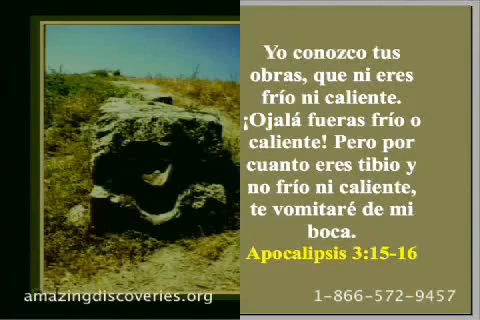 Yo conozco tus
obras, que ni eres
frío ni caliente.
¡Ojalá fueras frío o
caliente! Pero por
cuanto eres tibio y
no frío ni caliente,
te vomitaré de mi
boca.
Apocalipsis 3:15-16
amazingdiscoveries.org
1-866-572-9457